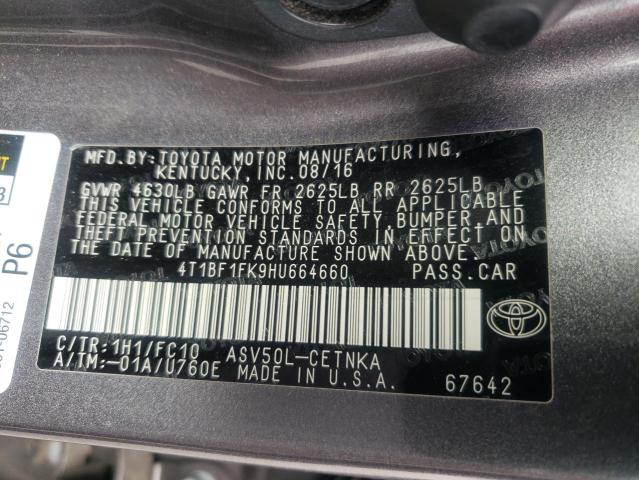 MFD.BY:TOYOTA MOTOR MANUFACTURING,
KENTUCKY, INC.08/16
GVWR 4630LB GAWR FR 2625LB RR 2625LB
THIS VEHICLE CONFORMS TO ALL APPLICABLE
FEDERAL MOTOR VEHICLE SAFETY, BUMPER, AND
THEFT PREVENTION STANDARDS IN EFFECT ON
THE DATE OF MANUFACTURE SHOWN ABOVE.
4T1BF1FK9HU664660 PASS.CAR
C/TR:1H1/FC10 ASV50L-CETNKA
A/TM:-01A/U760E MADE IN U.S.A.
67642
P6